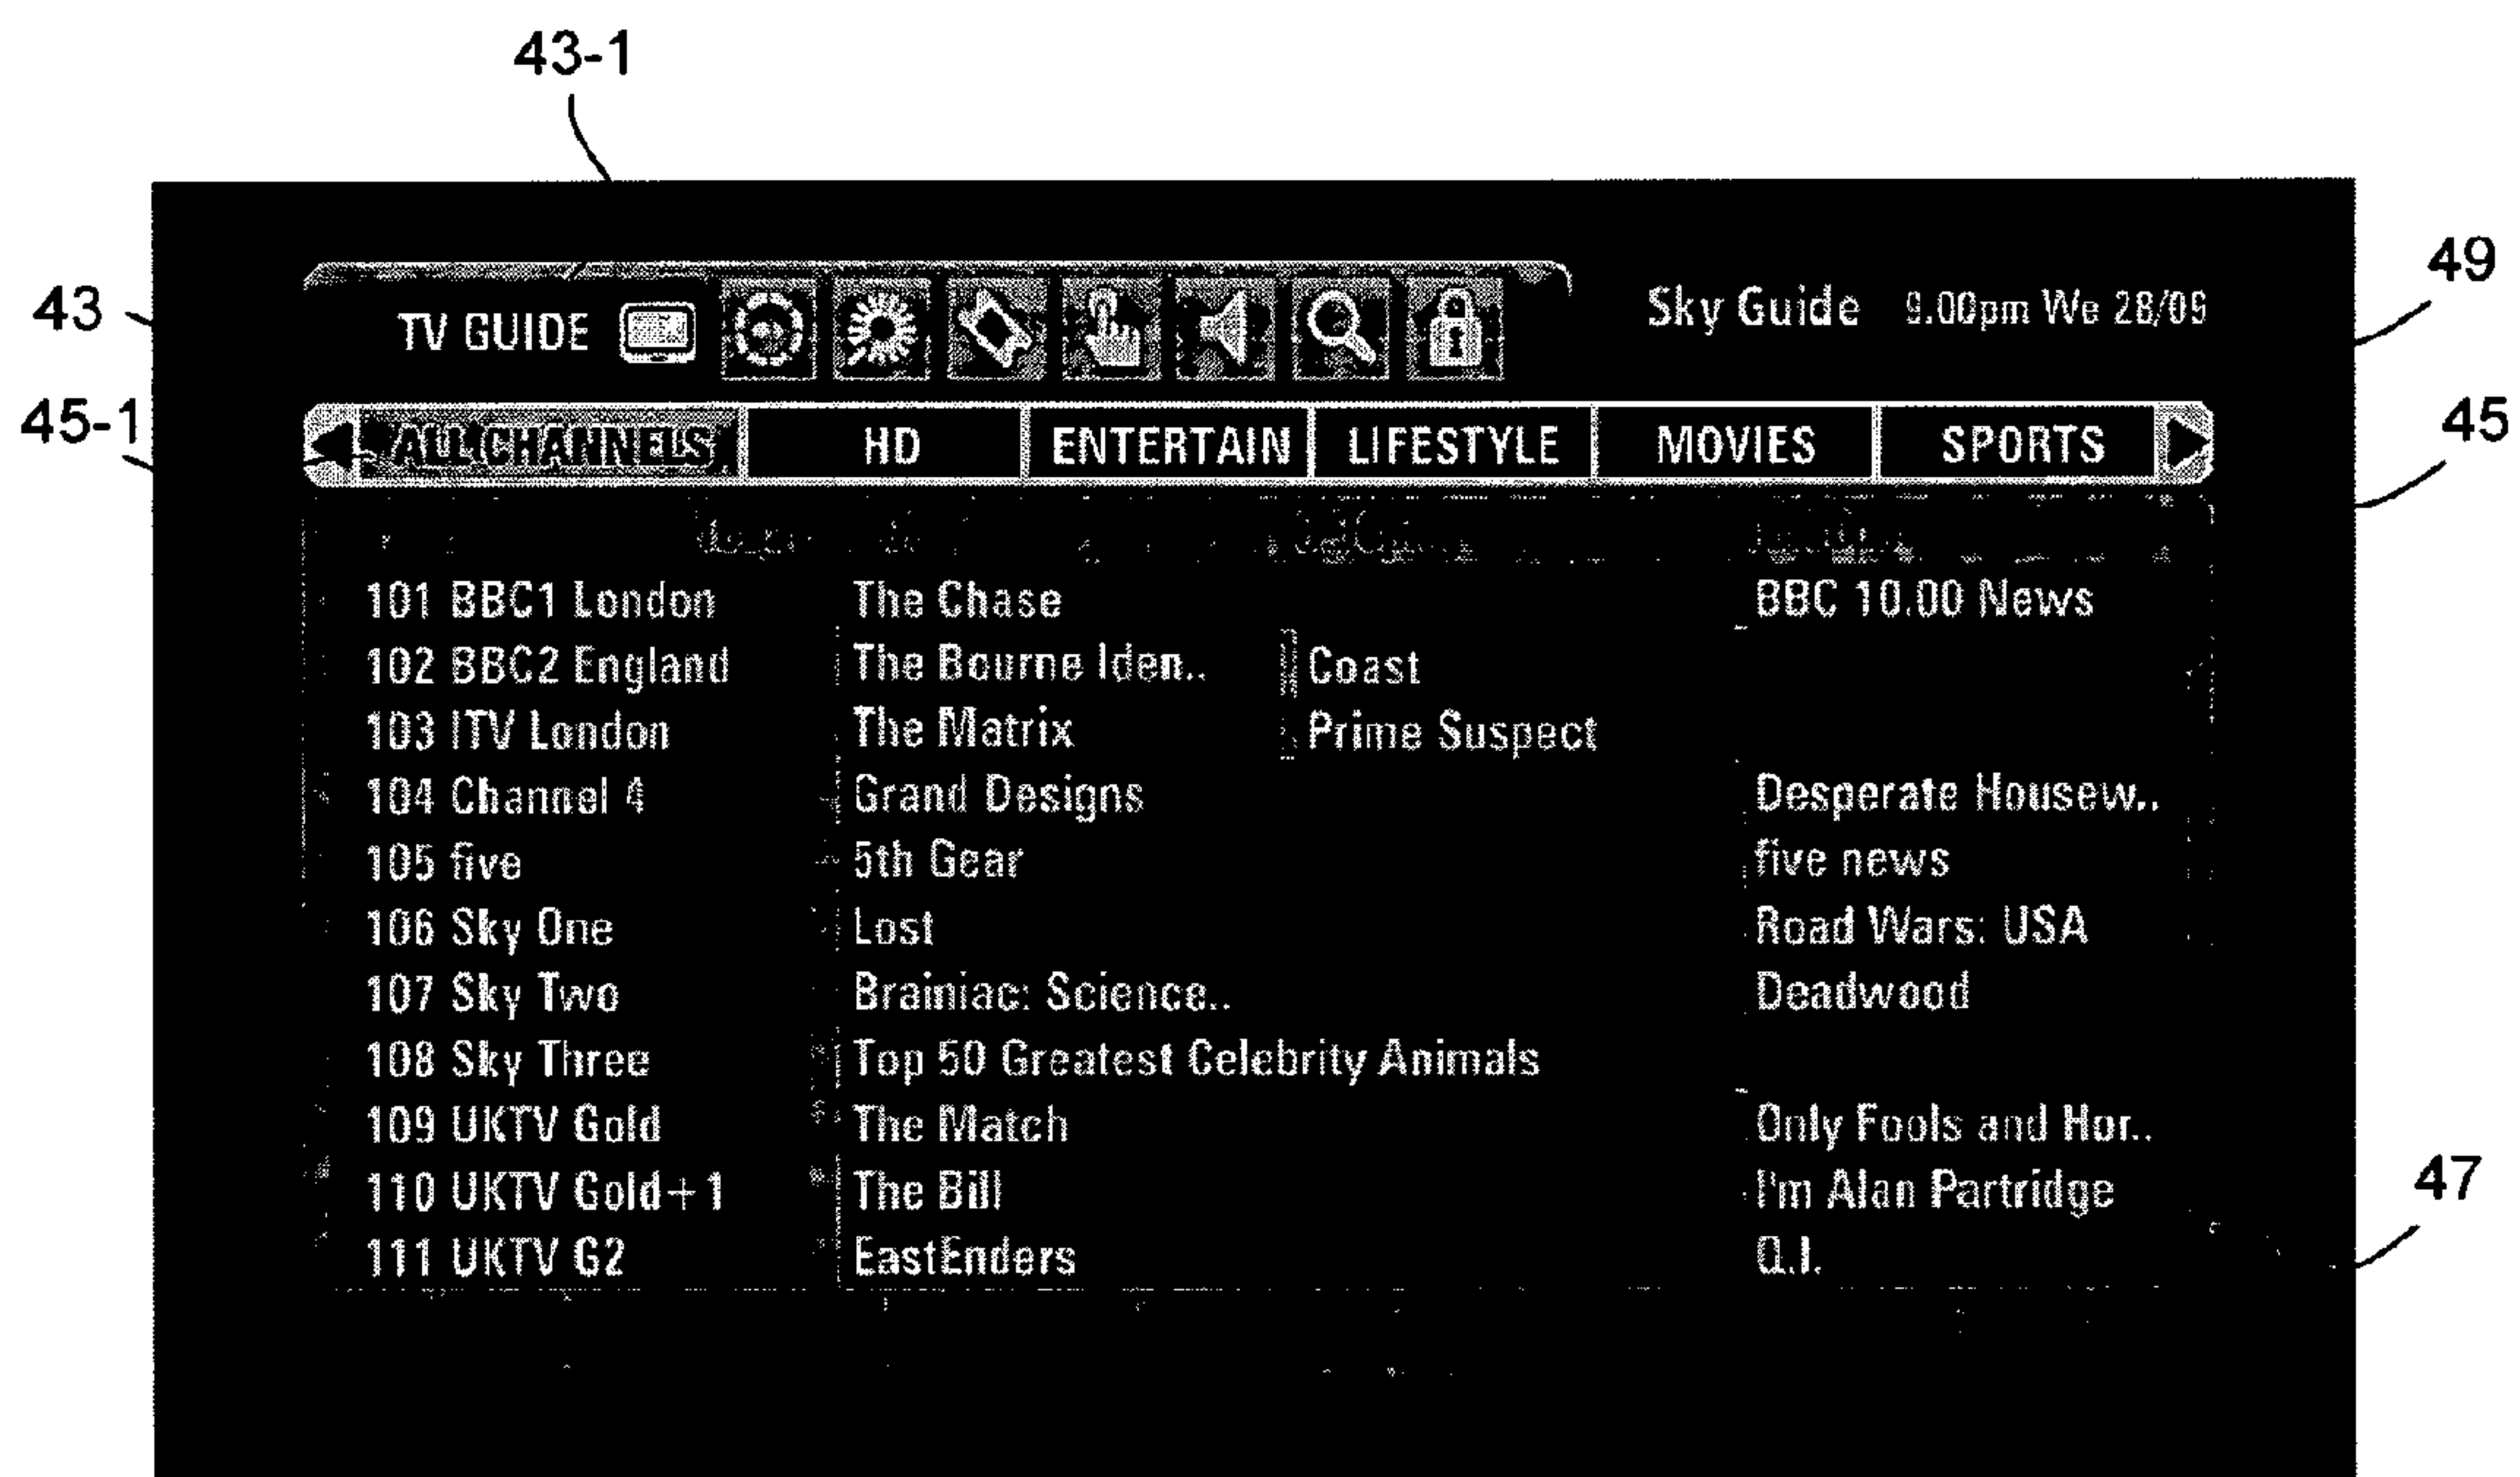 43-1
43
TV GUIDE
Sky Guide 9.00pm We 28/09
49
45-1
ALL CHANNELS HD ENTERTAIN LIFESTYLE MOVIES SPORTS
45
101 BBC1 London The Chase BBC 10.00 News
102 BBC2 England The Bourne Iden.. Coast
103 ITV London The Matrix Prime Suspect
104 Channel 4 Grand Designs Desperate Housew..
105 five 5th Gear five news
106 Sky One Lost Road Wars: USA
107 Sky Two Brainiac: Science.. Deadwood
108 Sky Three Top 50 Greatest Celebrity Animals
109 UKTV Gold The Match Only Fools and Hor..
110 UKTV Gold+1 The Bill I'm Alan Partridge
47
111 UKTV G2 EastEnders Q.I.